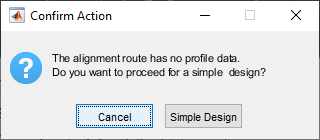 Confirm Action
The alignment route has no profile data.
Do you want to proceed for a simple design?
Cancel
Simple Design